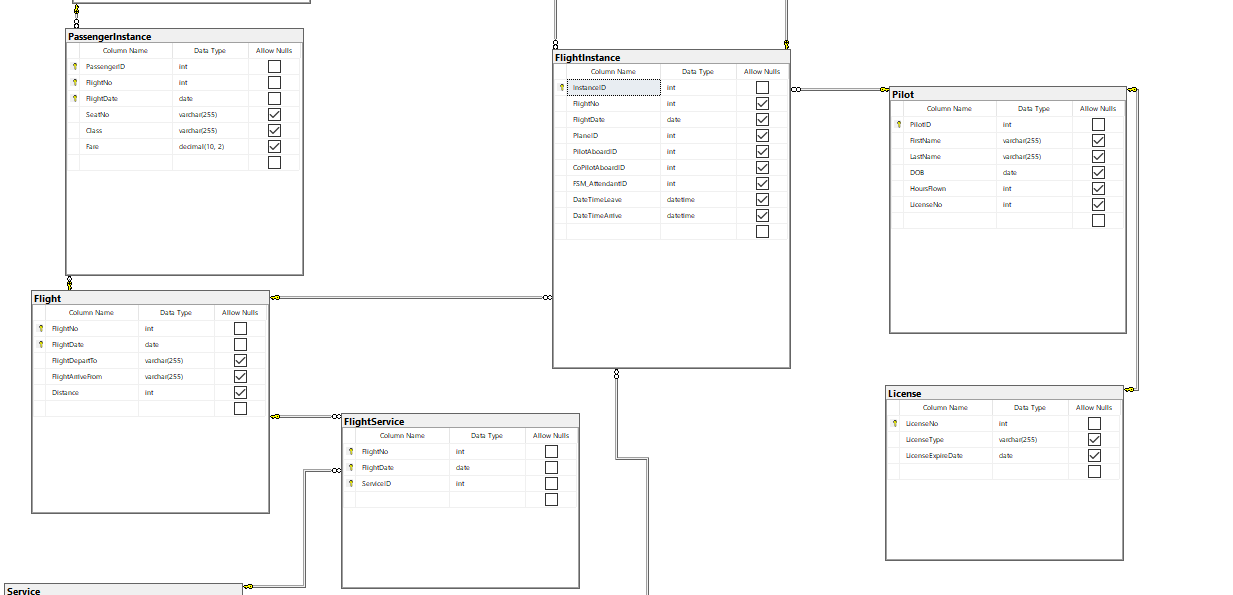 PassengerInstance
Column Name Data Type Allow Nulls
PassengerID int
FlightNo int
FlightDate date
SeatNo varchar(255)
Class varchar(255)
Fare decimal(10, 2)
FlightInstance
Column Name Data Type Allow Nulls
InstanceID int
FlightNo int
FlightDate date
PlaneID int
PilotAboardID int
CoPilotAboardID int
FSM_AttendantID int
DateTimeLeave datetime
DateTimeArrive datetime
Pilot
Column Name Data Type Allow Nulls
PilotID int
FirstName varchar(255)
LastName varchar(255)
DOB date
HoursFlown int
LicenseNo int
Flight
Column Name Data Type Allow Nulls
FlightNo int
FlightDate date
FlightDepartTo varchar(255)
FlightArriveFrom varchar(255)
Distance int
License
Column Name Data Type Allow Nulls
LicenseNo int
LicenseType varchar(255)
LicenseExpireDate date
FlightService
Column Name Data Type Allow Nulls
FlightNo int
FlightDate date
ServiceID int
Service